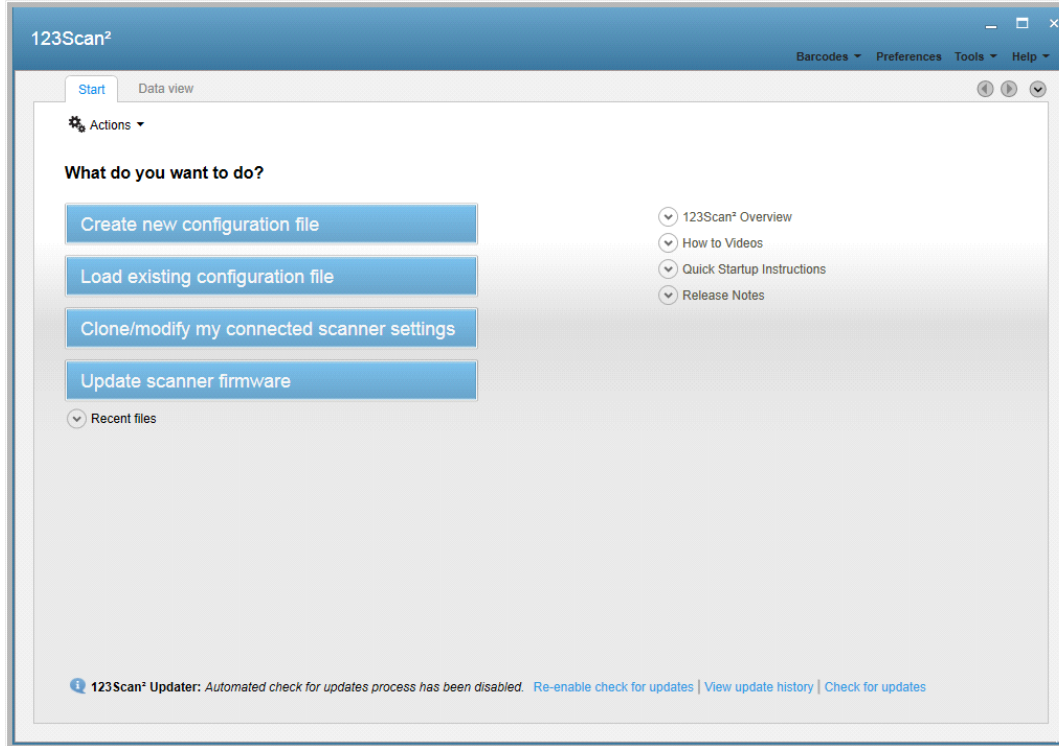 123Scan²
Barcodes Preferences Tools Help
Start Data view
Actions
What do you want to do?
Create new configuration file
Load existing configuration file
Clone/modify my connected scanner settings
Update scanner firmware
Recent files
123Scan² Overview
How to Videos
Quick Startup Instructions
Release Notes
123Scan² Updater: Automated check for updates process has been disabled. Re-enable check for updates | View update history | Check for updates